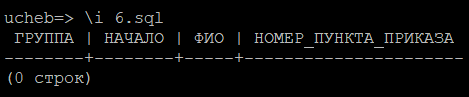 ucheb=> \i 6.sql
 ГРУППА | НАЧАЛО | ФИО | НОМЕР_ПУНКТА_ПРИКАЗА
--------+--------+-----+----------------------
(0 строк)